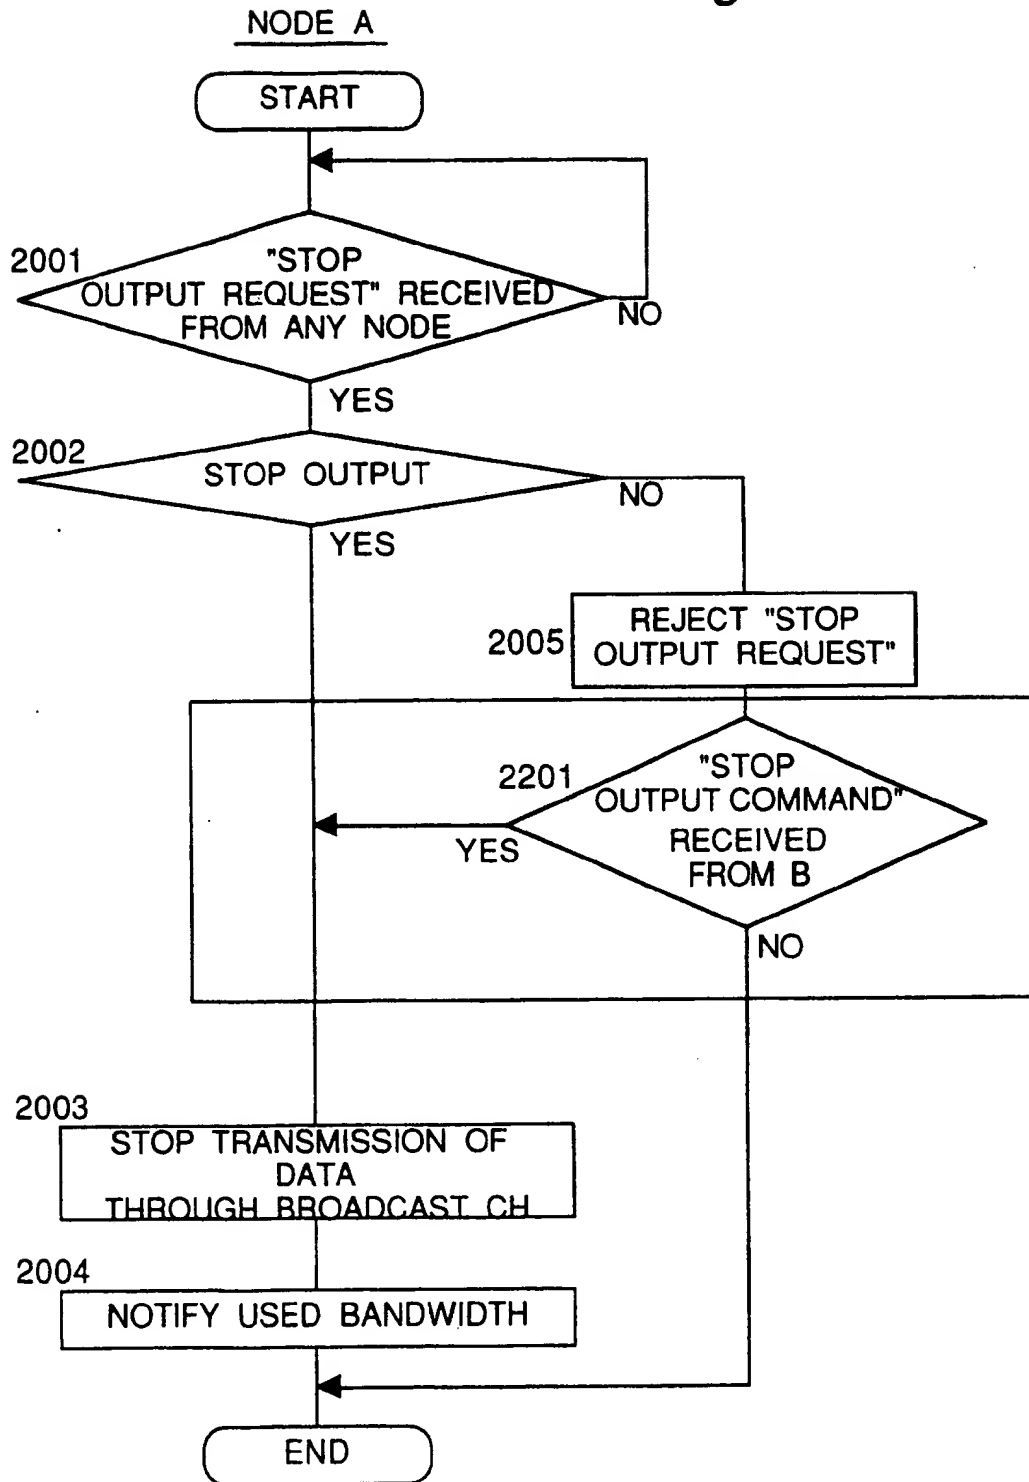 NODE A
START
2001
"STOP
OUTPUT REQUEST" RECEIVED
FROM ANY NODE
NO
YES
2002
STOP OUTPUT
NO
YES
2005
REJECT "STOP
OUTPUT REQUEST"
2201
"STOP
OUTPUT COMMAND"
RECEIVED
FROM B
YES
NO
2003
STOP TRANSMISSION OF
DATA
THROUGH BROADCAST CH
2004
NOTIFY USED BANDWIDTH
END